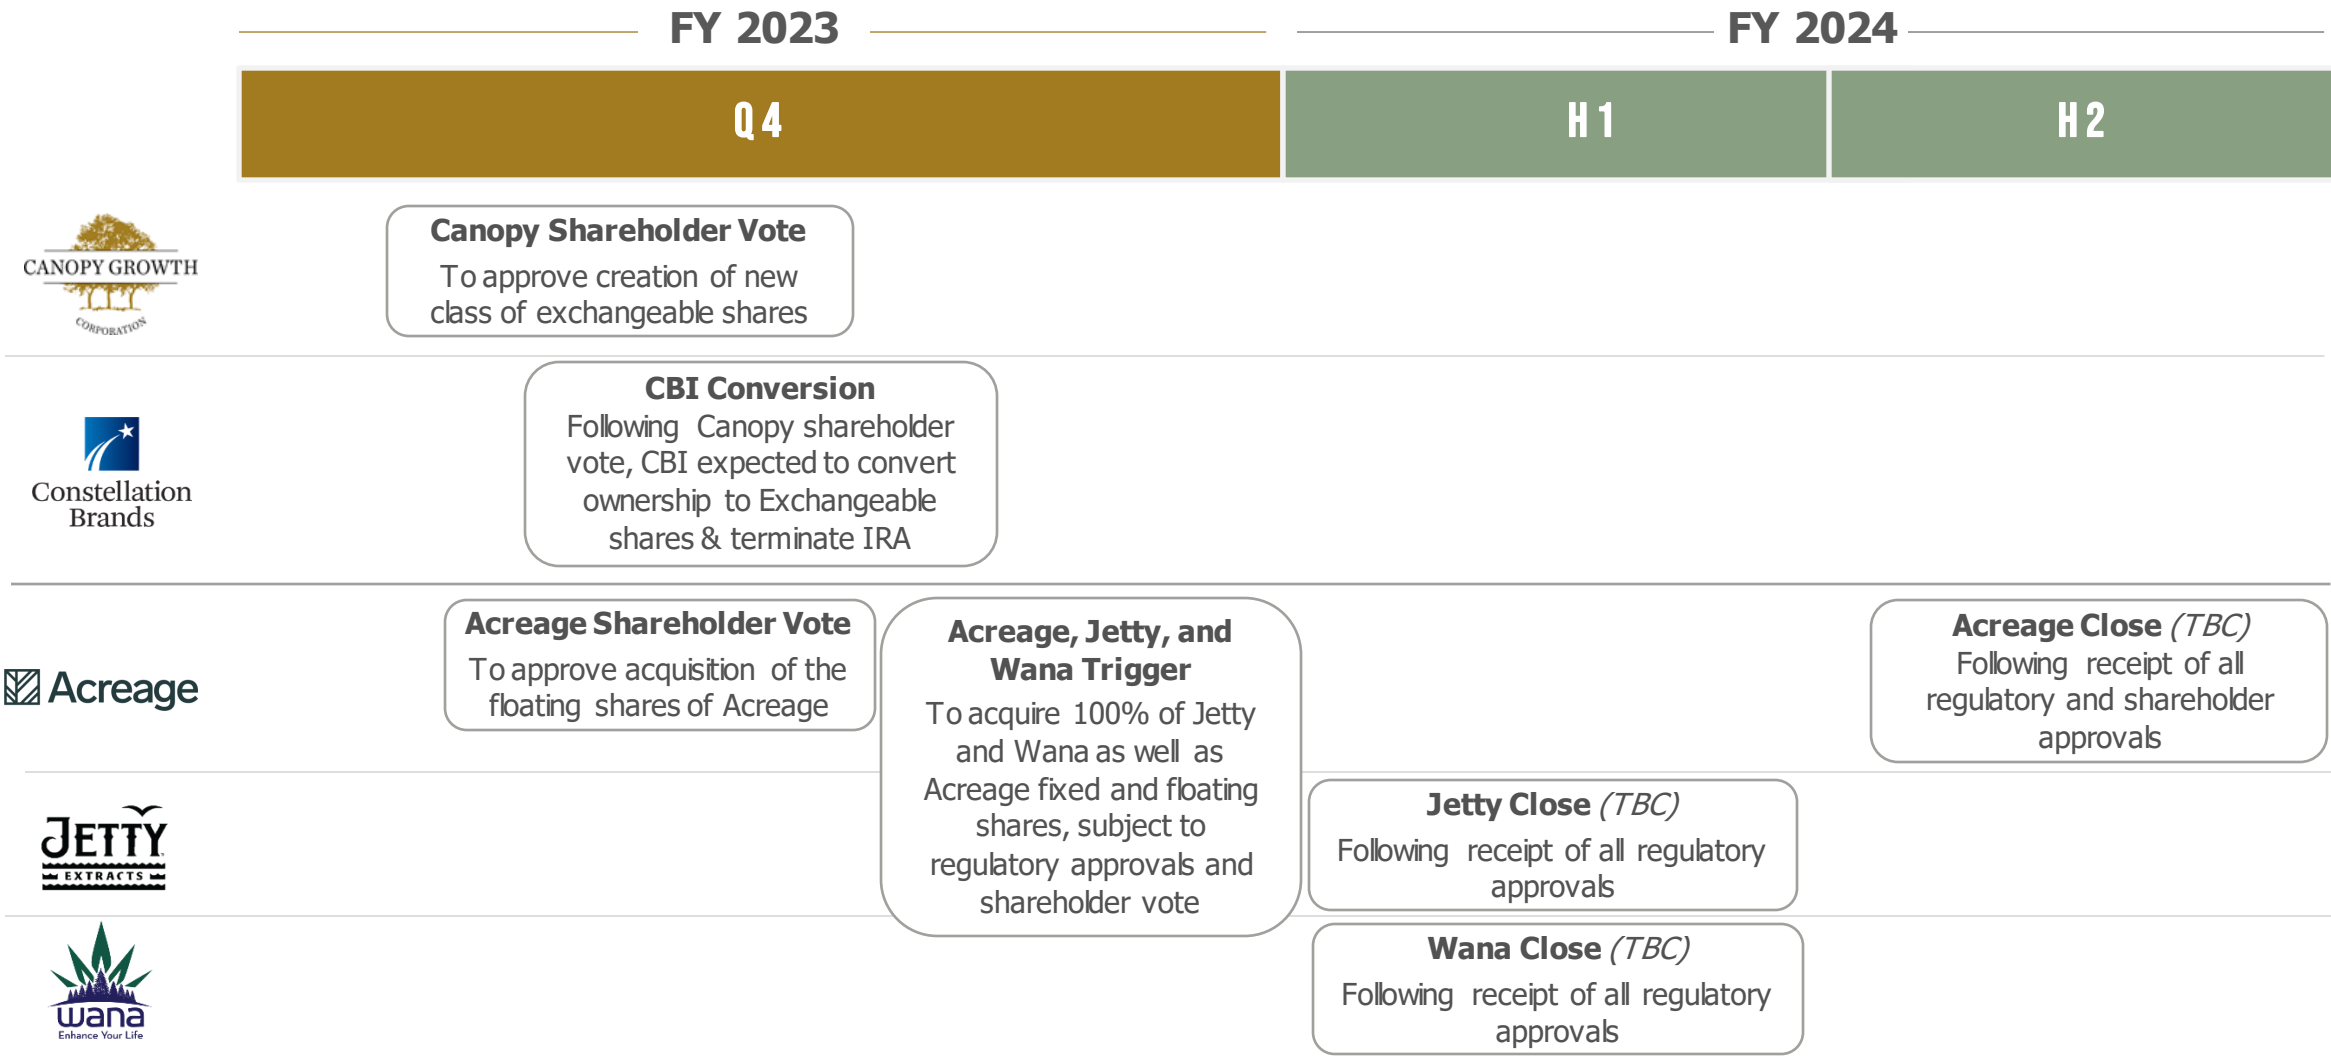 FY 2023
FY 2024
Q4
H1
H2
CANOPY GROWTH
CORPORATION
Canopy Shareholder Vote
To approve creation of new
class of exchangeable shares
Constellation
Brands
CBI Conversion
Following Canopy shareholder
vote, CBI expected to convert
ownership to Exchangeable
shares & terminate IRA
Acreage
Acreage Shareholder Vote
To approve acquisition of the
floating shares of Acreage
Acreage, Jetty, and
Wana Trigger
To acquire 100% of Jetty
and Wana as well as
Acreage fixed and floating
shares, subject to
regulatory approvals and
shareholder vote
Acreage Close (TBC)
Following receipt of all
regulatory and shareholder
approvals
JETTY
EXTRACTS
Jetty Close (TBC)
Following receipt of all regulatory
approvals
wana
Enhance Your Life
Wana Close (TBC)
Following receipt of all regulatory
approvals